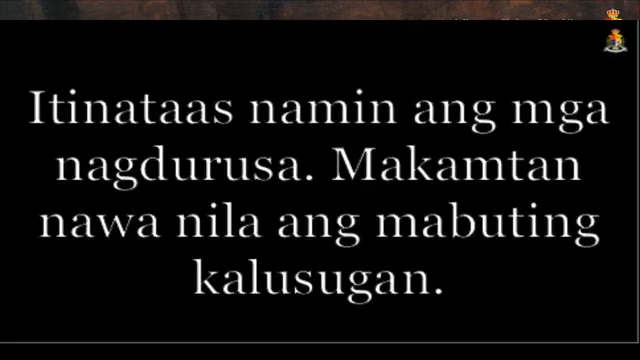 Itinataas namin ang mga
nagdurusa. Makamtan
nawa nila ang mabuting
kalusugan.